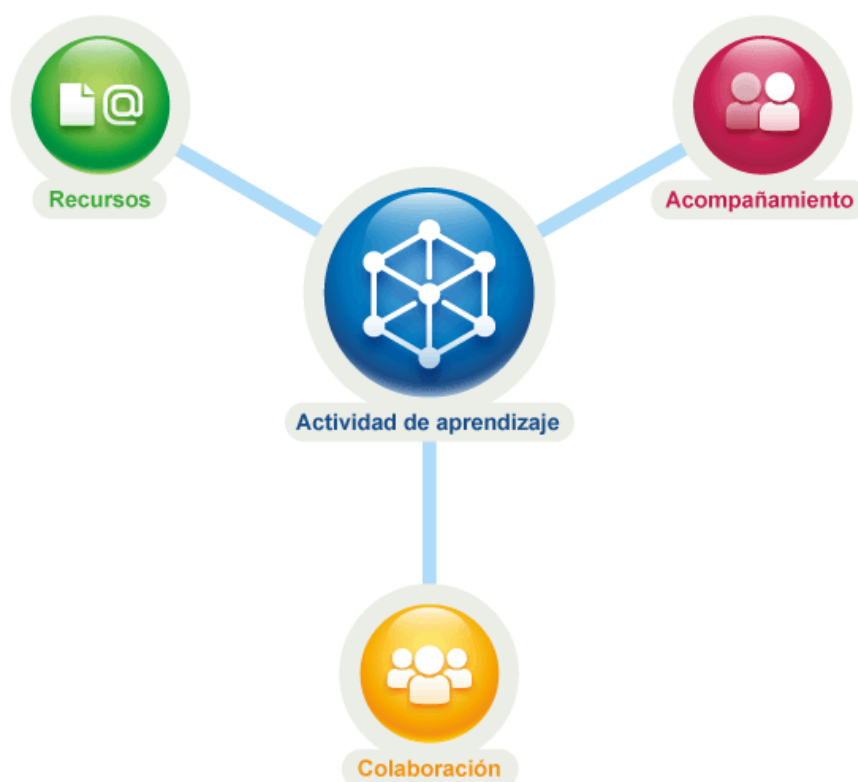 @
Recursos
Acompañamiento
Actividad de aprendizaje
Colaboración